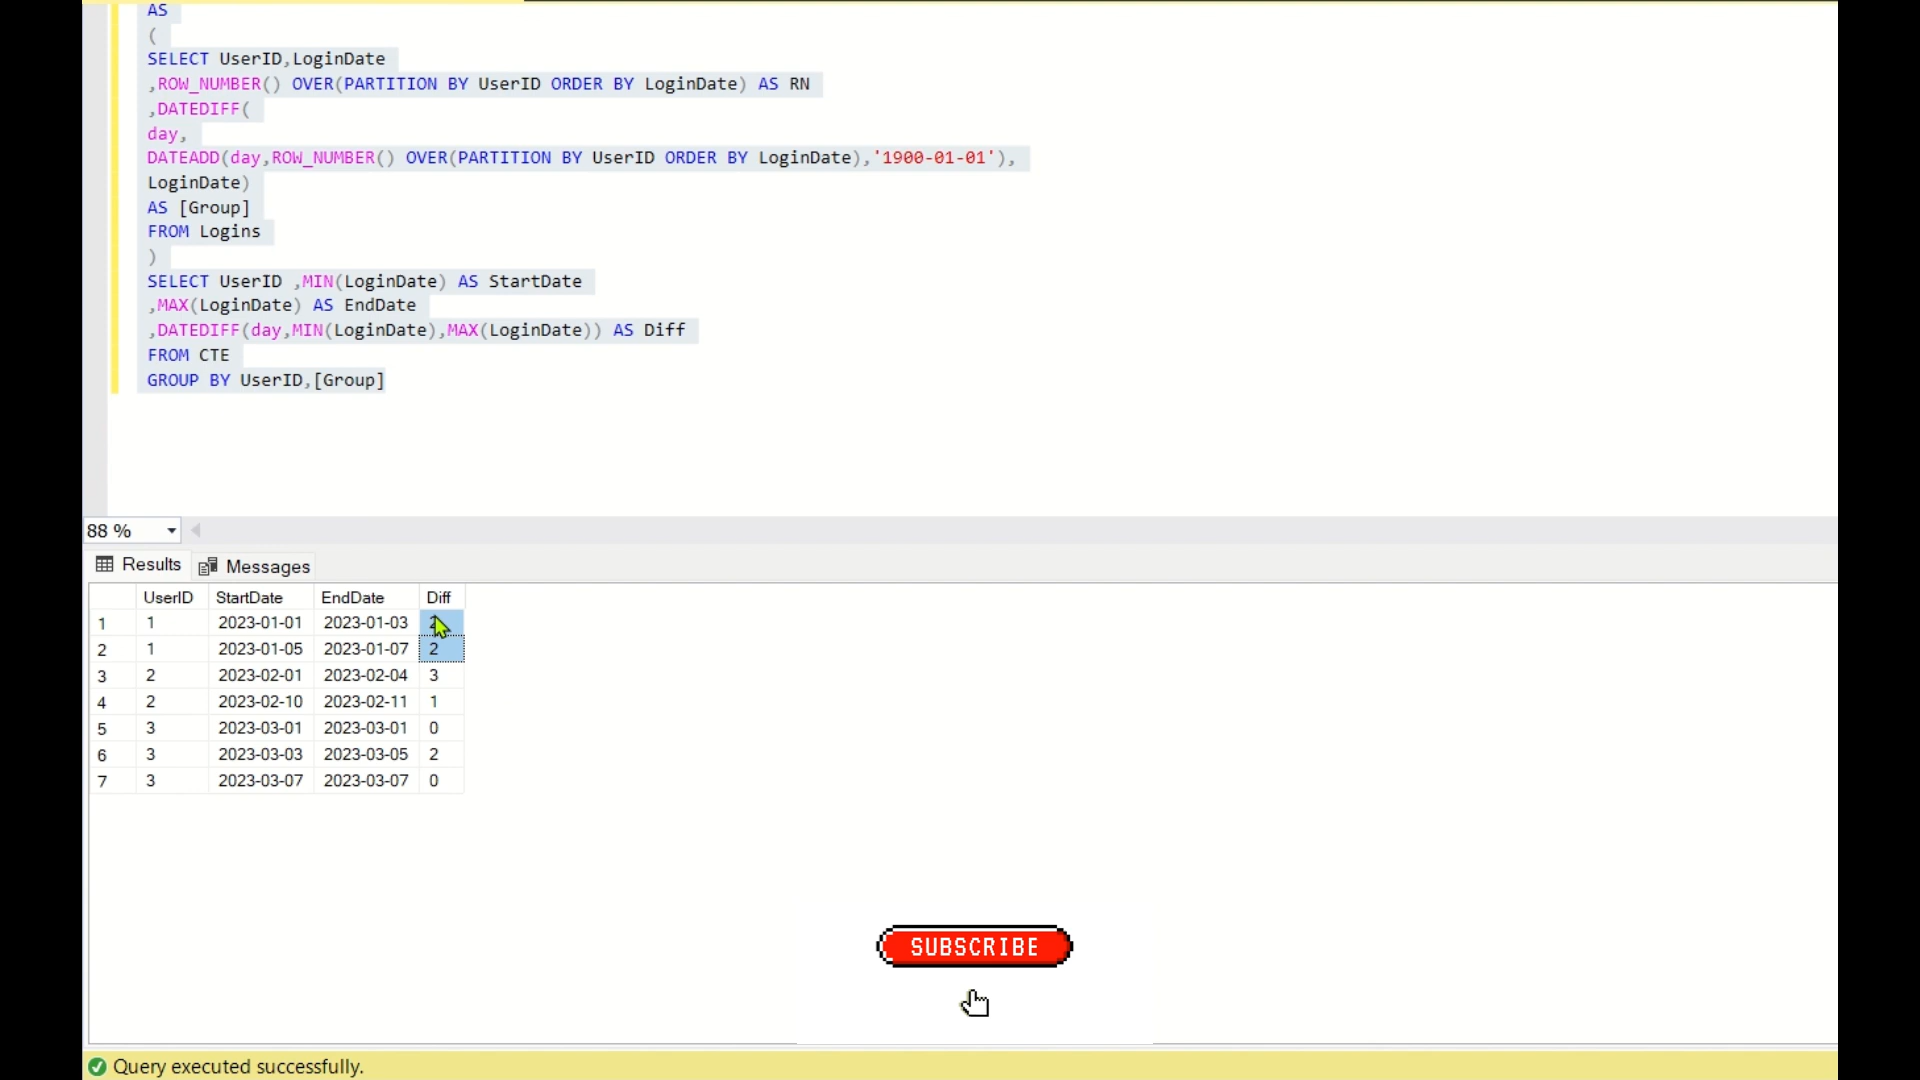 AS
(
SELECT UserID,LoginDate
,ROW_NUMBER() OVER(PARTITION BY UserID ORDER BY LoginDate) AS RN
,DATEDIFF(
day,
DATEADD(day,ROW_NUMBER() OVER(PARTITION BY UserID ORDER BY LoginDate),'1900-01-01'),
LoginDate)
AS [Group]
FROM Logins
)
SELECT UserID ,MIN(LoginDate) AS StartDate
,MAX(LoginDate) AS EndDate
,DATEDIFF(day,MIN(LoginDate),MAX(LoginDate)) AS Diff
FROM CTE
GROUP BY UserID,[Group]
88 %
Results Messages
UserID StartDate EndDate Diff
1 1 2023-01-01 2023-01-03
2 1 2023-01-05 2023-01-07 2
3 2 2023-02-01 2023-02-04 3
4 2 2023-02-10 2023-02-11 1
5 3 2023-03-01 2023-03-01 0
6 3 2023-03-03 2023-03-05 2
7 3 2023-03-07 2023-03-07 0
SUBSCRIBE
Query executed successfully.